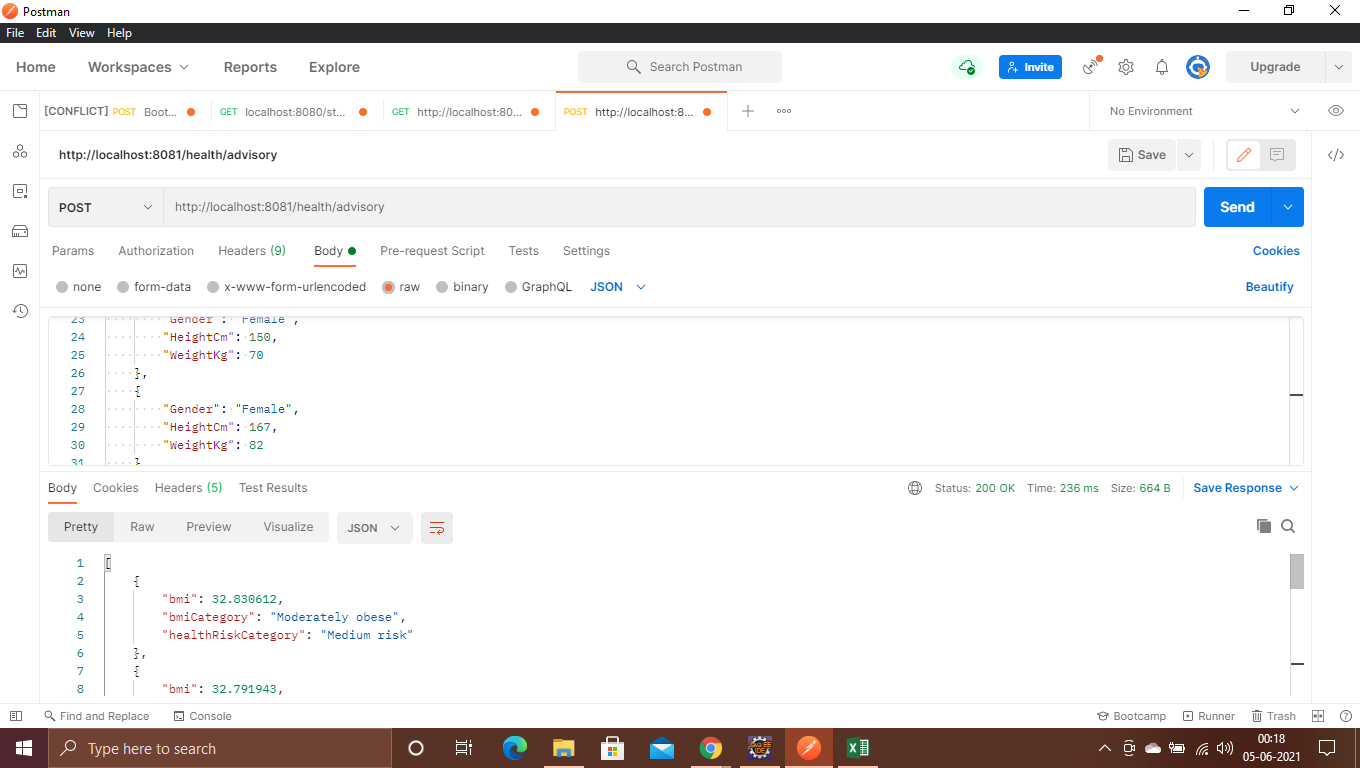 Postman
File Edit View Help
Home Workspaces Reports Explore Search Postman Invite Upgrade
[CONFLICT] POST Boot... GET localhost:8080/st... GET http://localhost:80... POST http://localhost:8... No Environment
http://localhost:8081/health/advisory Save
POST http://localhost:8081/health/advisory Send
Params Authorization Headers (9) Body Pre-request Script Tests Settings Cookies
none form-data x-www-form-urlencoded raw binary GraphQL JSON Beautify
23 "Gender": "Female",
24 "HeightCm": 150,
25 "WeightKg": 70
26 },
27 {
28 "Gender": "Female",
29 "HeightCm": 167,
30 "WeightKg": 82
31 }
Body Cookies Headers (5) Test Results Status: 200 OK Time: 236 ms Size: 664 B Save Response
Pretty Raw Preview Visualize JSON
1 [
2 {
3 "bmi": 32.830612,
4 "bmiCategory": "Moderately obese",
5 "healthRiskCategory": "Medium risk"
6 },
7 {
8 "bmi": 32.791943,
Find and Replace Console Bootcamp Runner Trash
Type here to search
00:18
05-06-2021